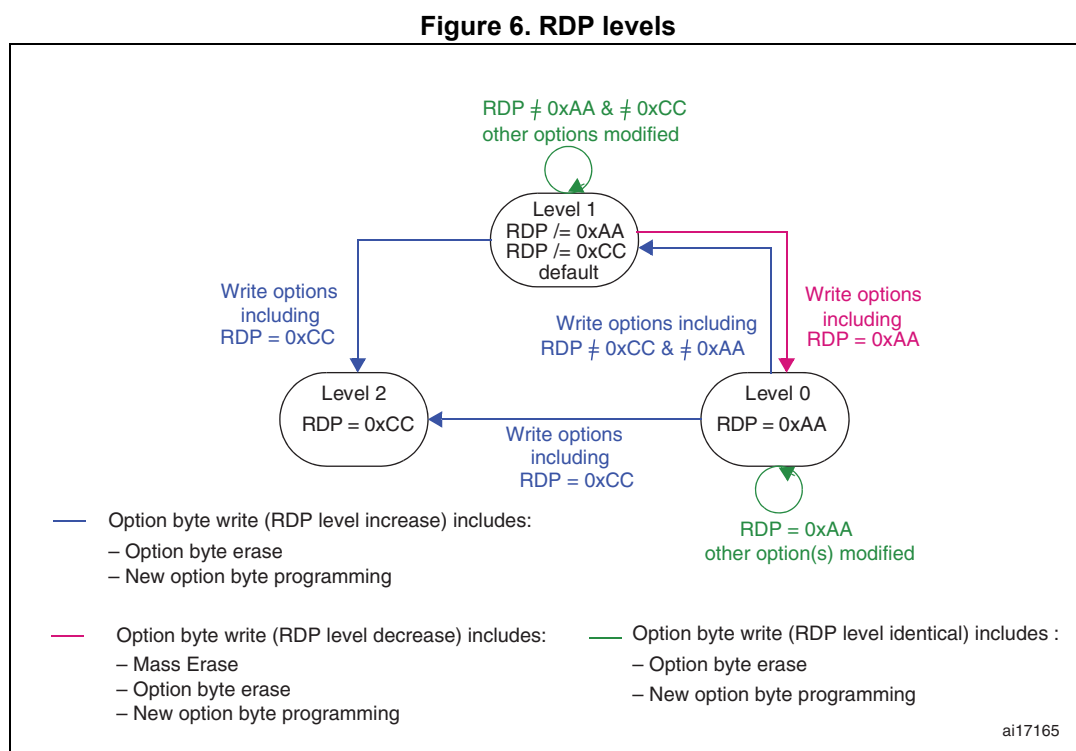 Figure 6. RDP levels
RDP ≠ 0xAA & ≠ 0xCC
other options modified
Level 1
RDP /= 0xAA
RDP /= 0xCC
default
Write options
including
RDP = 0xCC
Write options including
RDP ≠ 0xCC & ≠ 0xAA
Write options
including
RDP = 0xAA
Level 2
RDP = 0xCC
Level 0
RDP = 0xAA
Write options
including
RDP = 0xCC
RDP = 0xAA
other option(s) modified
Option byte write (RDP level increase) includes:
– Option byte erase
– New option byte programming
Option byte write (RDP level decrease) includes:
– Mass Erase
– Option byte erase
– New option byte programming
Option byte write (RDP level identical) includes :
– Option byte erase
– New option byte programming
ai17165